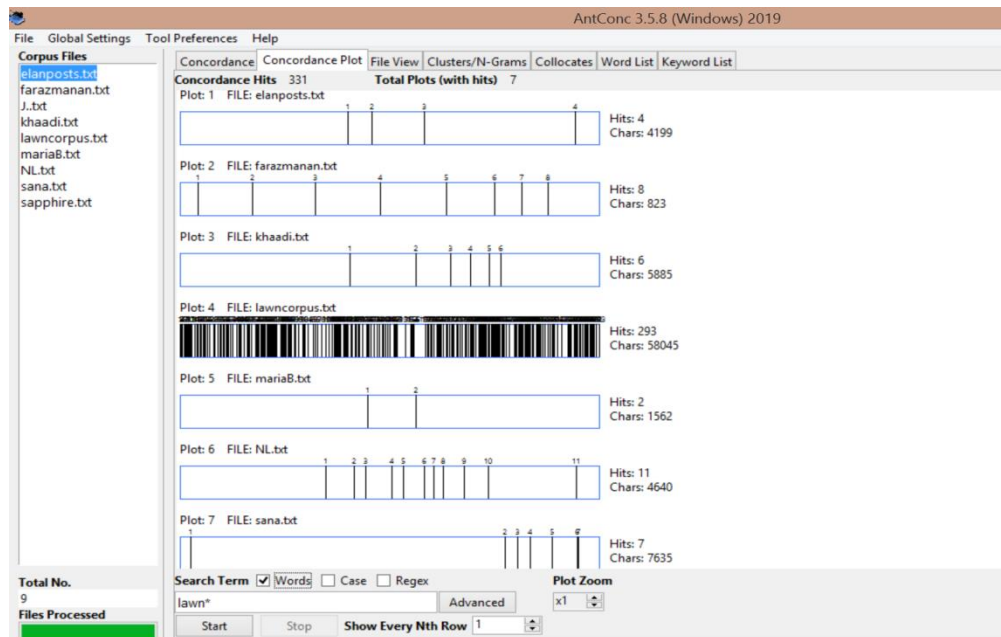 AntConc 3.5.8 (Windows) 2019
File Global Settings Tool Preferences Help
Corpus Files
elanposts.txt
farazmanan.txt
J..txt
khaadi.txt
lawncorpus.txt
mariaB.txt
NL.txt
sana.txt
sapphire.txt
Total No.
9
Files Processed
Concordance Concordance Plot File View Clusters/N-Grams Collocates Word List Keyword List
Concordance Hits 331 Total Plots (with hits) 7
Plot: 1 FILE: elanposts.txt
1 2 3 4
Hits: 4
Chars: 4199
Plot: 2 FILE: farazmanan.txt
1 2 3 4 5 6 7 8
Hits: 8
Chars: 823
Plot: 3 FILE: khaadi.txt
1 2 3 4 5 6
Hits: 6
Chars: 5885
Plot: 4 FILE: lawncorpus.txt
Hits: 293
Chars: 58045
Plot: 5 FILE: mariaB.txt
1 2
Hits: 2
Chars: 1562
Plot: 6 FILE: NL.txt
1 2 3 4 5 6 7 8 9 10 11
Hits: 11
Chars: 4640
Plot: 7 FILE: sana.txt
1 2 3 4 5
Hits: 7
Chars: 7635
Search Term Words Case Regex Plot Zoom
lawn* Advanced x1
Start Stop Show Every Nth Row 1